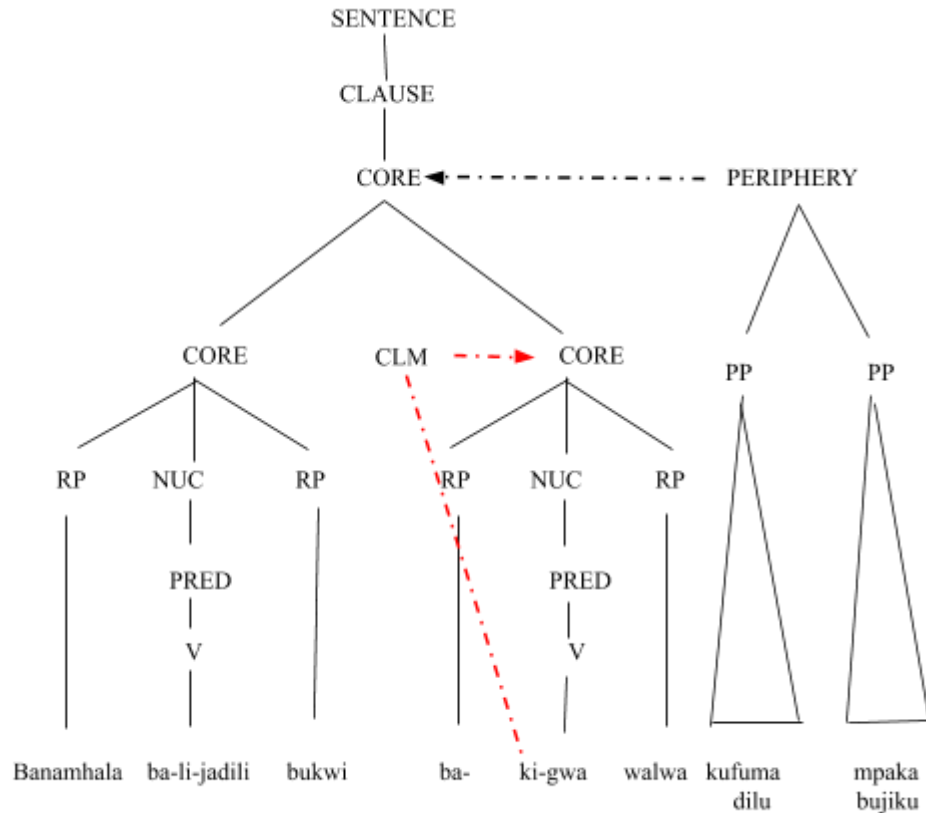 SENTENCE
CLAUSE
CORE PERIPHERY
CORE CLM CORE PP PP
RP NUC RP RP NUC RP
PRED PRED
V V
Banamhala ba-li-jadili bukwi ba- ki-gwa walwa kufuma mpaka
dilu bujiku